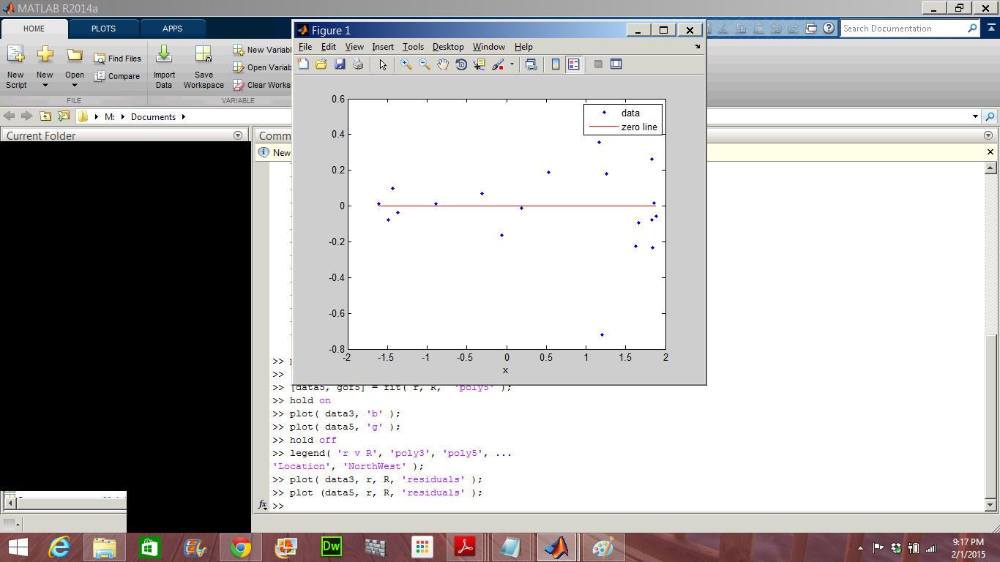 MATLAB R2014a
HOME PLOTS APPS
Search Documentation
Figure 1
File Edit View Insert Tools Desktop Window Help
New Script
New
Open
Find Files
Compare
Import Data
Save Workspace
New Variabl
Open Variab
Clear Works
FILE
VARIABLE
M: Documents
Current Folder
Comm
New
data
zero line
0.6
0.4
0.2
0
-0.2
-0.4
-0.6
-0.8
-2 -1.5 -1 -0.5 0 0.5 1 1.5 2
x
>>
>>
>> [data5, gof5] = fit( r, R, 'poly5' );
>> hold on
>> plot( data3, 'b' );
>> plot( data5, 'g' );
>> hold off
>> legend( 'r v R', 'poly3', 'poly5', ...
'Location', 'NorthWest' );
>> plot( data3, r, R, 'residuals' );
>> plot (data5, r, R, 'residuals' );
fx >>
Dw
9:17 PM
2/1/2015